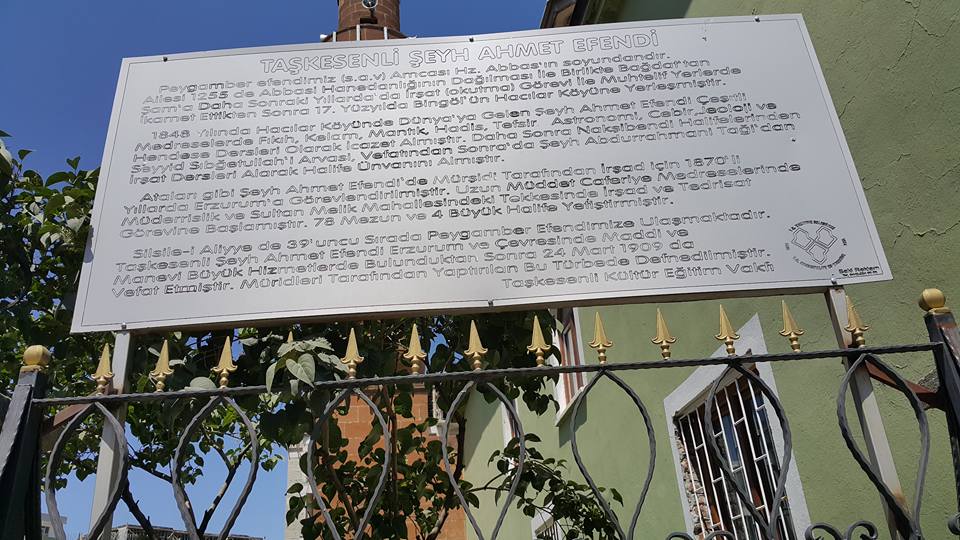 TAŞKESENLİ ŞEYH AHMET EFENDİ
Peygamber efendimiz (s.a.v) Amcası Hz. Abbas'ın soyundandır.
Ailesi 1255 de Abbasi Hanedanlığının Dağılması İle Birlikte Bağdat'tan
Şam'a Daha Sonraki Yıllarda'da İrşat (okutma) Görevi ile Muhtelif Yerlerde
İkamet Ettikten Sonra 17. Yüzyılda Bingöl'ün Hacılar Köyüne Yerleşmiştir.
1848 Yılında Hacılar Köyünde Dünya'ya Gelen Şeyh Ahmet Efendi Çeşitli
Medreselerde Fıkıh, Kelam, Mantık, Hadis, Tefsir Astronomi, Cebir, Jeoloji ve
Hendese Dersleri Olarak İcazet Almıştır. Daha Sonra Nakşibendi Halifelerinden
Seyyid Sıbğetullah'i Arvasi, Vefatından Sonra'da Şeyh Abdurrahmani Taği'dan
İrşat Dersleri Alarak Halife Ünvanını Almıştır.
Ataları gibi Şeyh Ahmet Efendi'de Mürşidi Tarafından İrşad için 1870'li
Yıllarda Erzurum'a Görevlendirilmiştir. Uzun Müddet Caferiye Medreselerinde
Müderrislik ve Sultan Melik Mahallesindeki Tekkesinde İrşad ve Tedrisat
Görevine Başlamıştır. 78 Mezun ve 4 Büyük Halife Yetiştirmiştir.
Silsile-i Aliyye de 39'uncu Sırada Peygamber Efendimize Ulaşmaktadır.
Taşkesenli Şeyh Ahmet Efendi Erzurum ve Çevresinde Maddi ve
Manevi Büyük Hizmetlerde Bulunduktan Sonra 24 Mart 1909 da
Vefat Etmiştir. Müridleri Tarafından Yaptırılan Bu Türbede Defnedilmiştir.
Taşkesenli Kültür Eğitim Vakfı